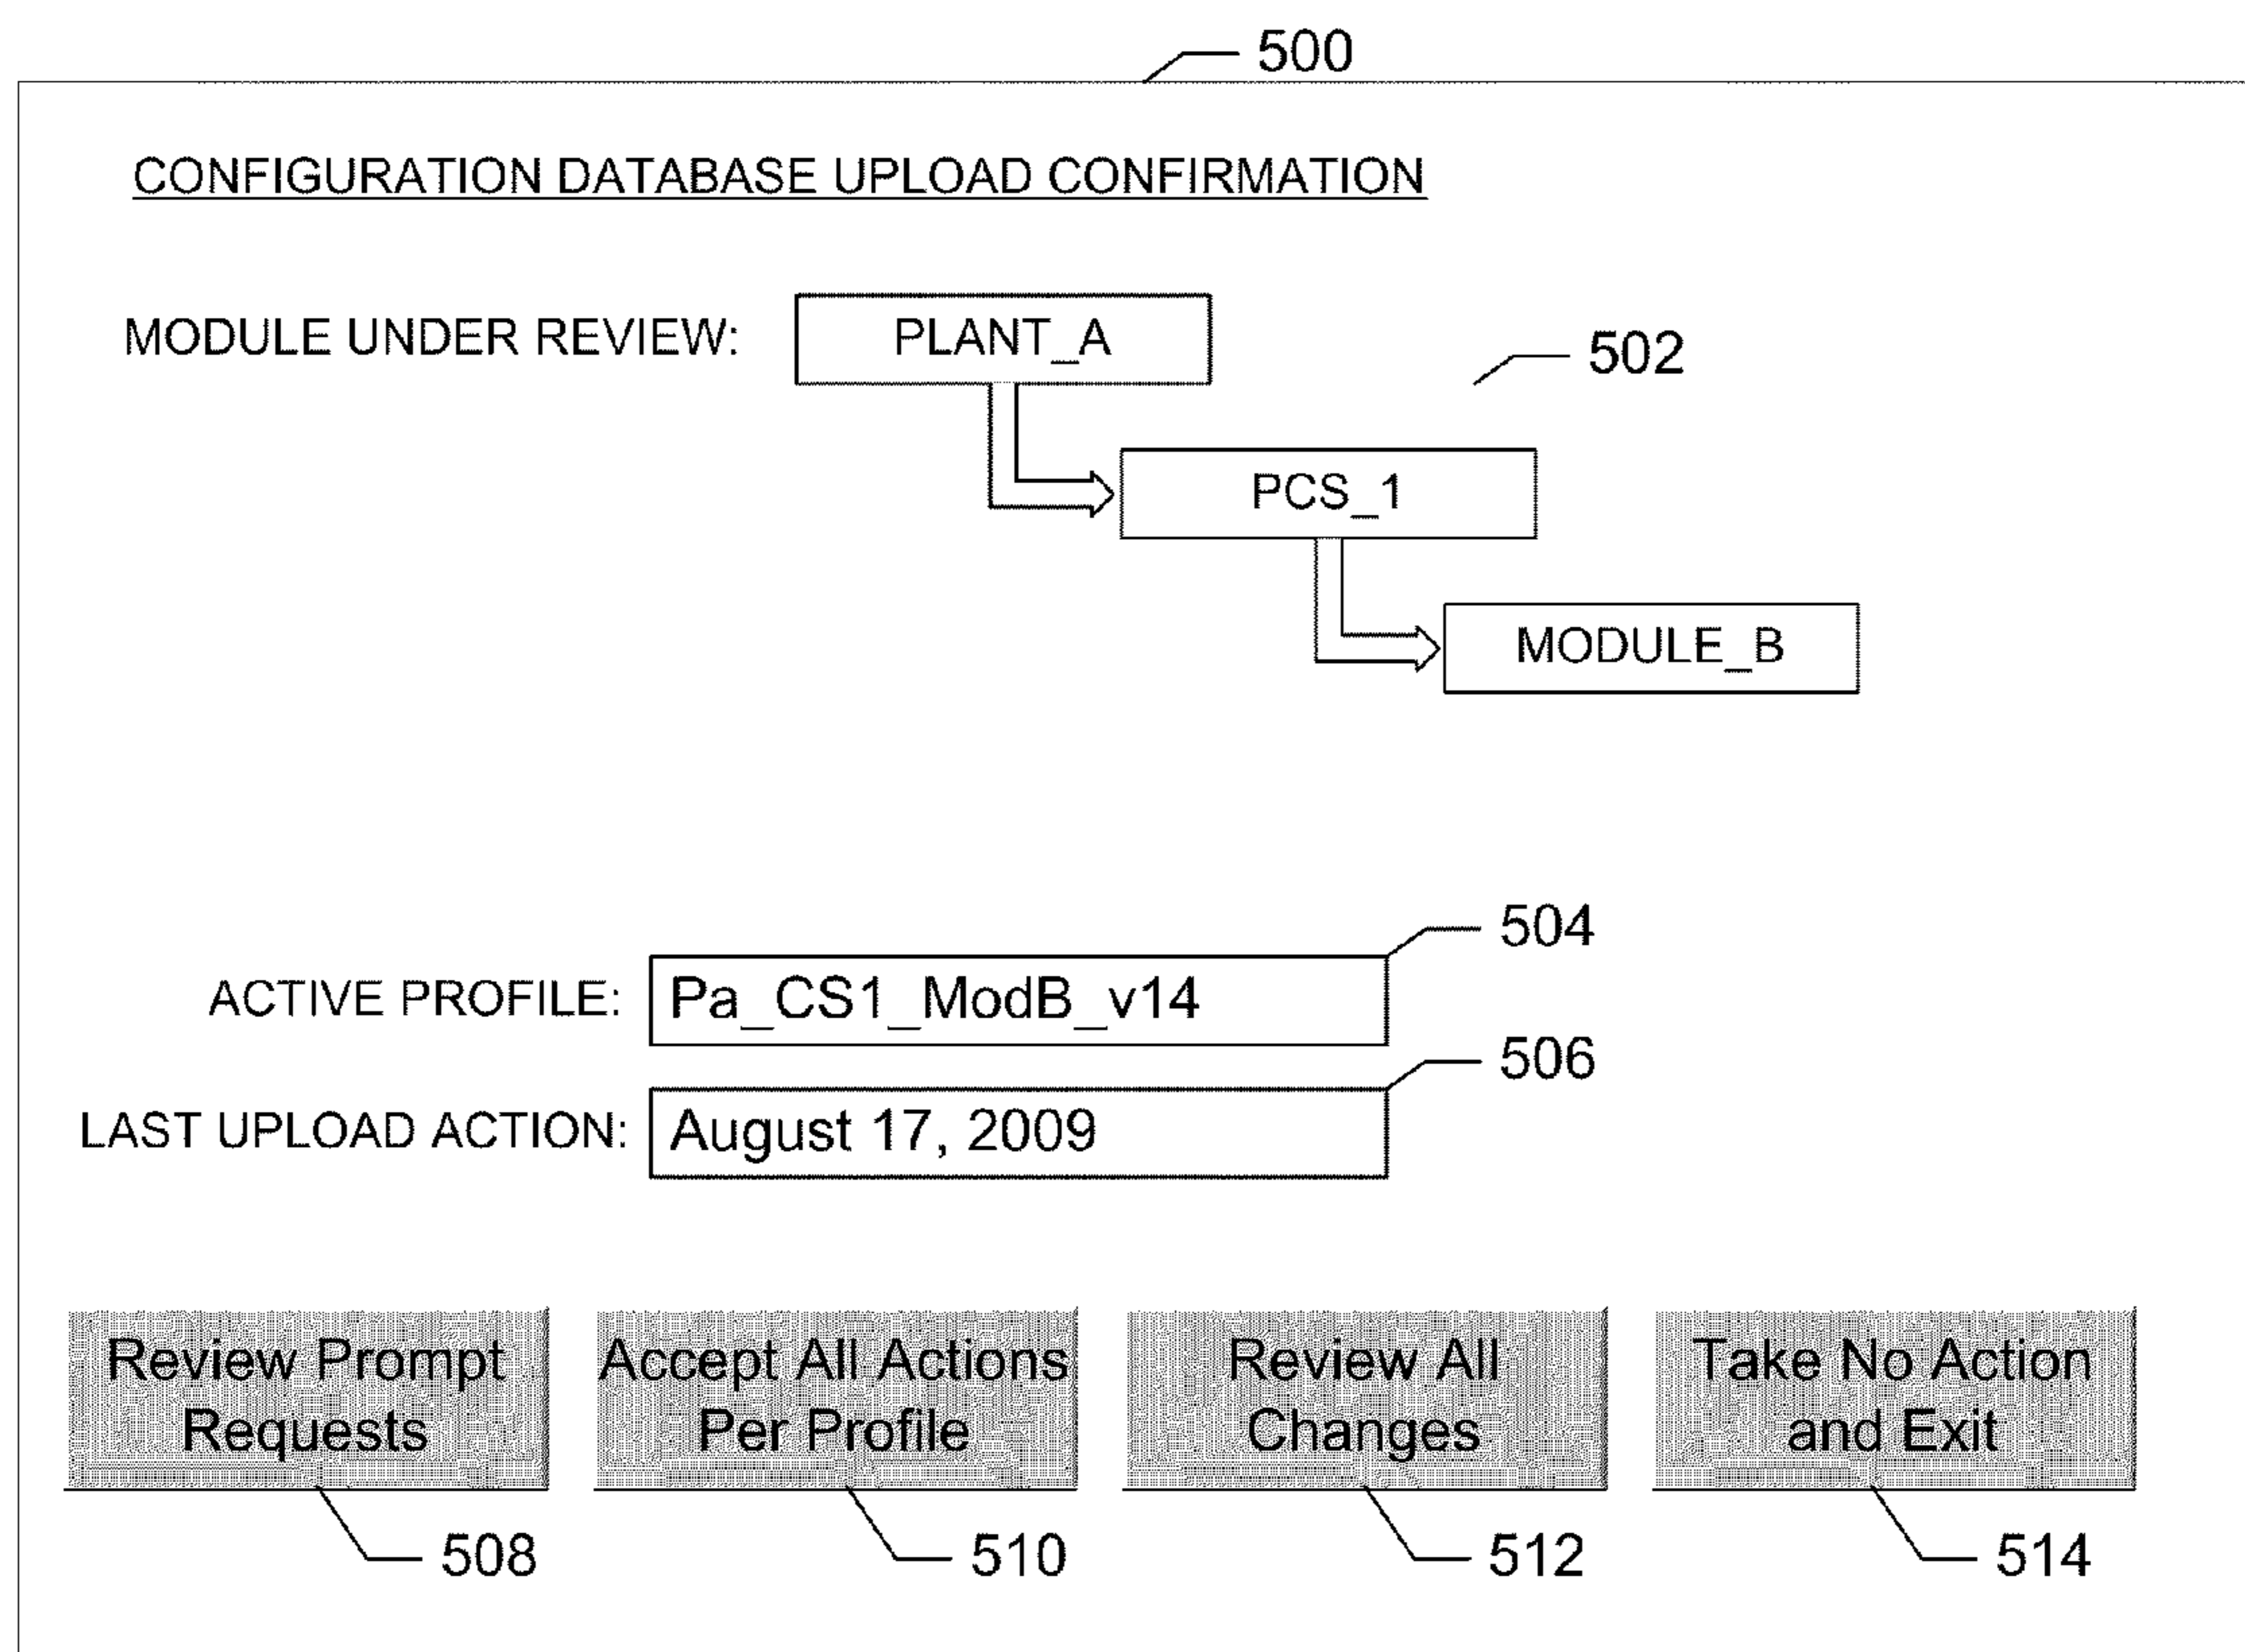 500
CONFIGURATION DATABASE UPLOAD CONFIRMATION
MODULE UNDER REVIEW:
PLANT_A
502
PCS_1
MODULE_B
504
ACTIVE PROFILE:
Pa_CS1_ModB_v14
506
LAST UPLOAD ACTION:
August 17, 2009
Review Prompt
Requests
Accept All Actions
Per Profile
Review All
Changes
Take No Action
and Exit
508
510
512
514